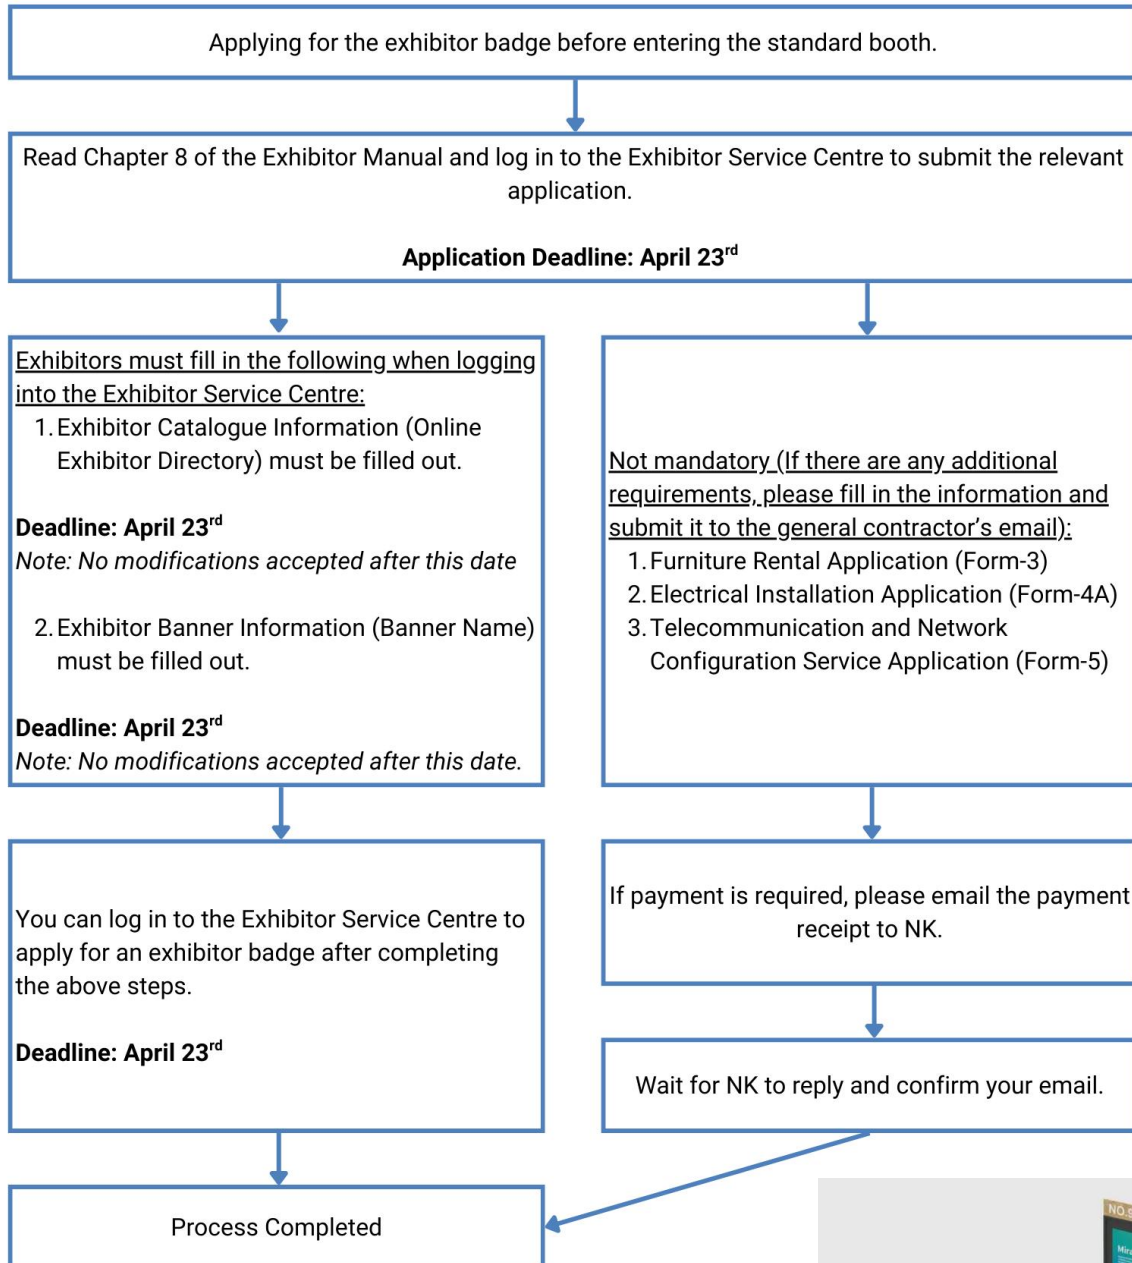 Applying for the exhibitor badge before entering the standard booth.
Read Chapter 8 of the Exhibitor Manual and log in to the Exhibitor Service Centre to submit the relevant
application.
Application Deadline: April 23rd
Exhibitors must fill in the following when logging
into the Exhibitor Service Centre:
1. Exhibitor Catalogue Information (Online
Exhibitor Directory) must be filled out.
Deadline: April 23rd
Note: No modifications accepted after this date
2. Exhibitor Banner Information (Banner Name)
must be filled out.
Deadline: April 23rd
Note: No modifications accepted after this date.
Not mandatory (If there are any additional
requirements, please fill in the information and
submit it to the general contractor’s email):
1. Furniture Rental Application (Form-3)
2. Electrical Installation Application (Form-4A)
3. Telecommunication and Network
Configuration Service Application (Form-5)
You can log in to the Exhibitor Service Centre to
apply for an exhibitor badge after completing
the above steps.
Deadline: April 23rd
If payment is required, please email the payment
receipt to NK.
Wait for NK to reply and confirm your email.
Process Completed